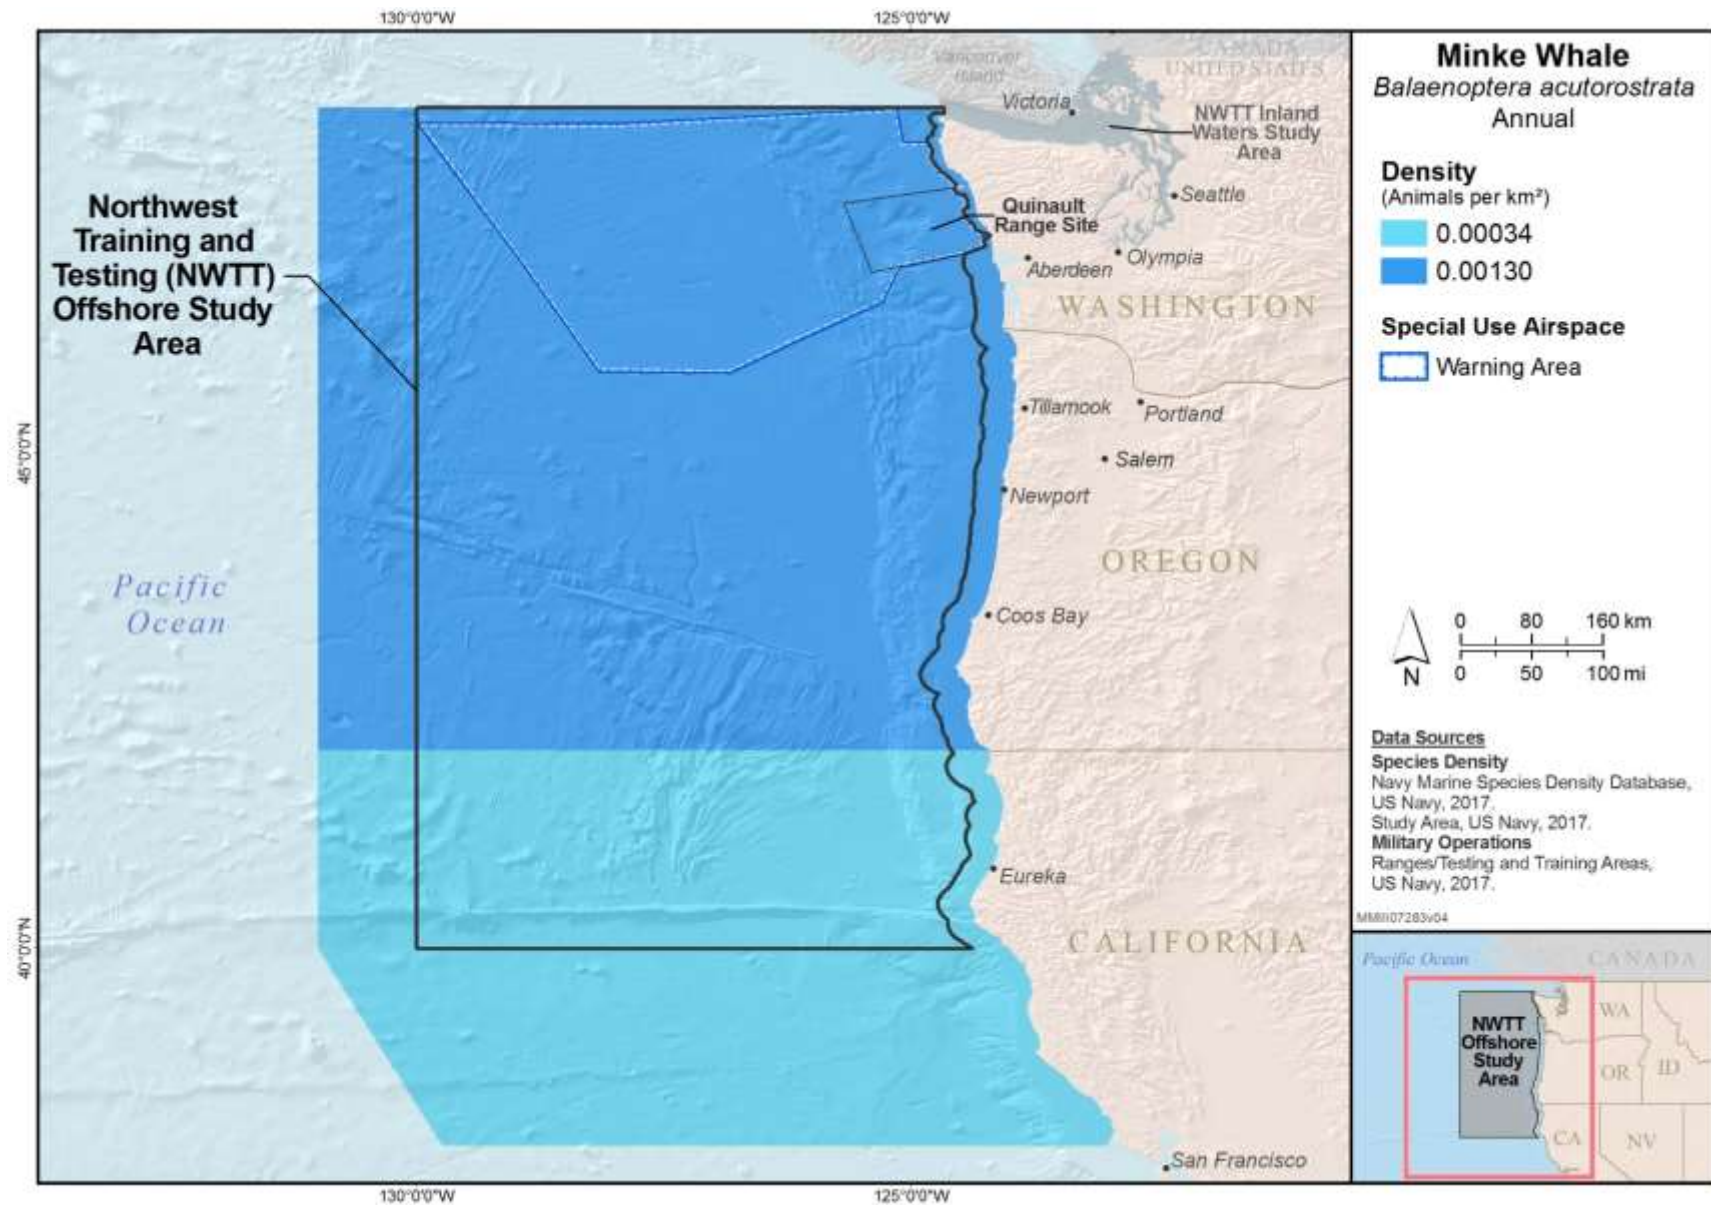 130°0'0"W
125°0'0"W
Vancouver
Island
CANADA
UNITED STATES
Victoria
NWTT Inland
Waters Study
Area
Seattle
Northwest
Training and
Testing (NWTT)
Offshore Study
Area
Quinault
Range Site
Aberdeen
Olympia
WASHINGTON
Tillamook
Portland
45°0'0"N
Salem
Newport
OREGON
Pacific
Ocean
Coos Bay
Eureka
40°0'0"N
CALIFORNIA
San Francisco
130°0'0"W
125°0'0"W
Minke Whale
Balaenoptera acutorostrata
Annual
Density
(Animals per km²)
0.00034
0.00130
Special Use Airspace
Warning Area
0 80 160 km
0 50 100 mi
N
Data Sources
Species Density
Navy Marine Species Density Database,
US Navy, 2017.
Study Area, US Navy, 2017.
Military Operations
Ranges/Testing and Training Areas,
US Navy, 2017.
Pacific Ocean
CANADA
NWTT
Offshore
Study
Area
WA
OR
ID
CA
NV